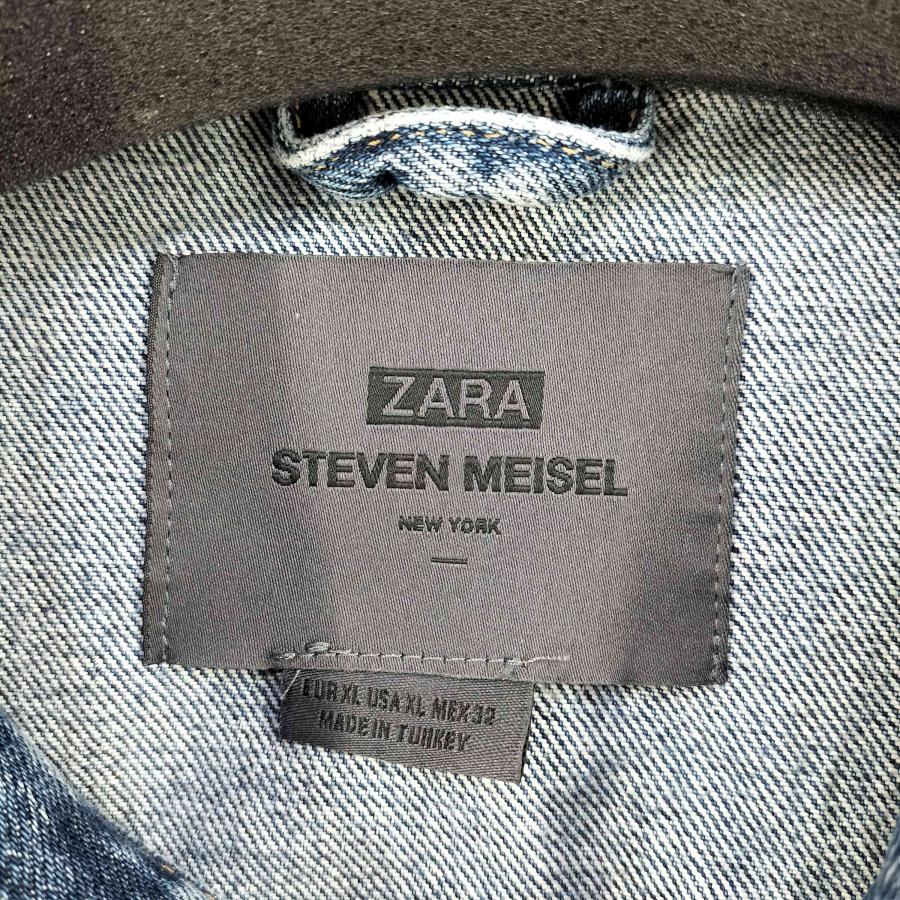 ZARA
STEVEN MEISEL
NEW YORK
EUR XL USA XL MEX 32
MADE IN TURKEY